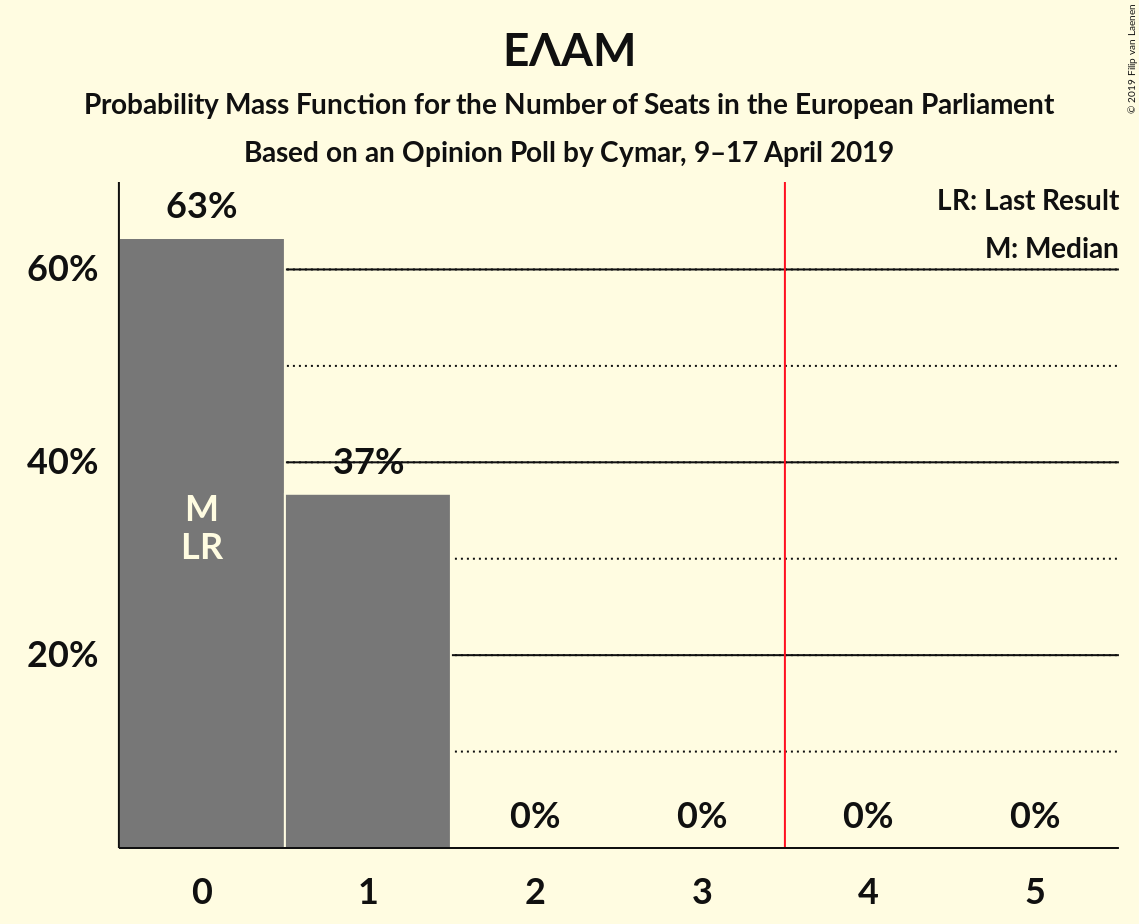 ΕΛΑΜ
Probability Mass Function for the Number of Seats in the European Parliament
Based on an Opinion Poll by Cymar, 9–17 April 2019
© 2019 Filip van Laenen
LR: Last Result
M: Median
63%
60%
40%
37%
M
LR
20%
0% 0% 0% 0%
0 1 2 3 4 5